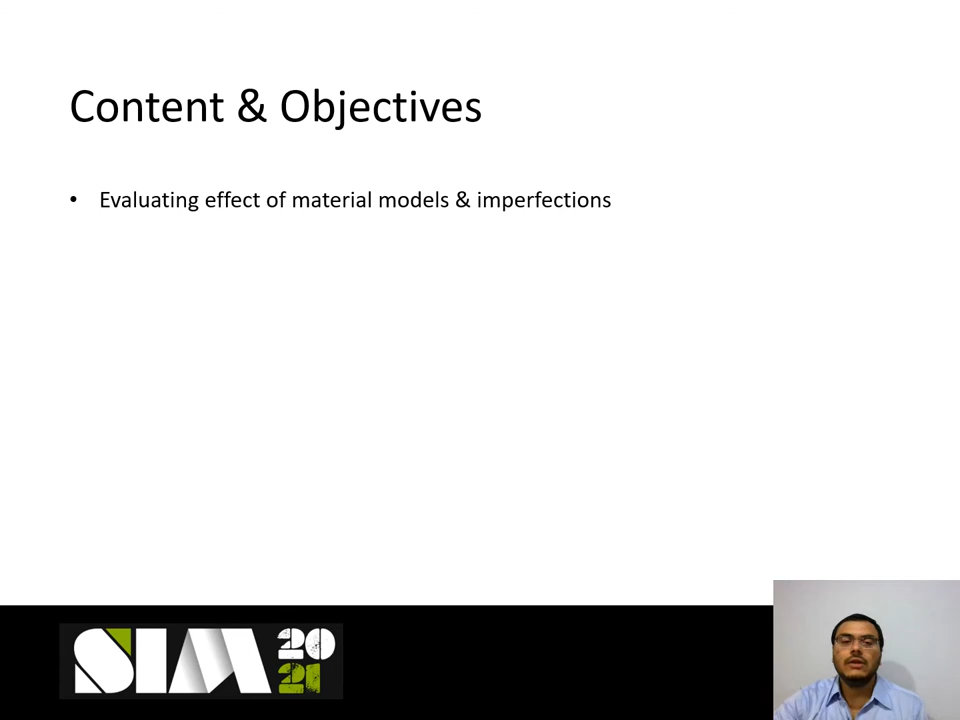 Content & Objectives
• Evaluating effect of material models & imperfections
SIM 20
21